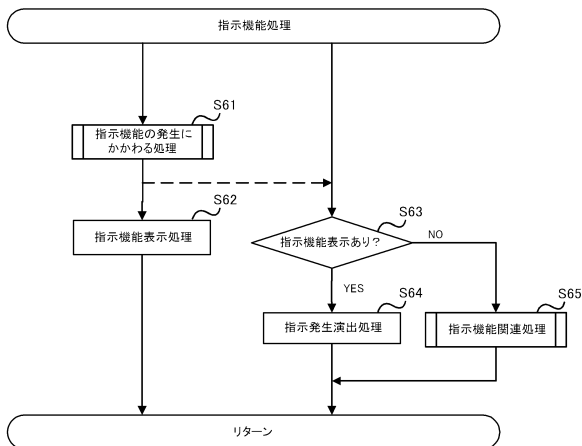 指示機能処理
S61
指示機能の発生に
かかわる処理
S62
指示機能表示処理
S63
指示機能表示あり？
NO
YES
S64
指示発生演出処理
S65
指示機能関連処理
リターン